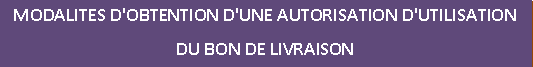 MODALITES D'OBTENTION D'UNE AUTORISATION D'UTILISATION
DU BON DE LIVRAISON